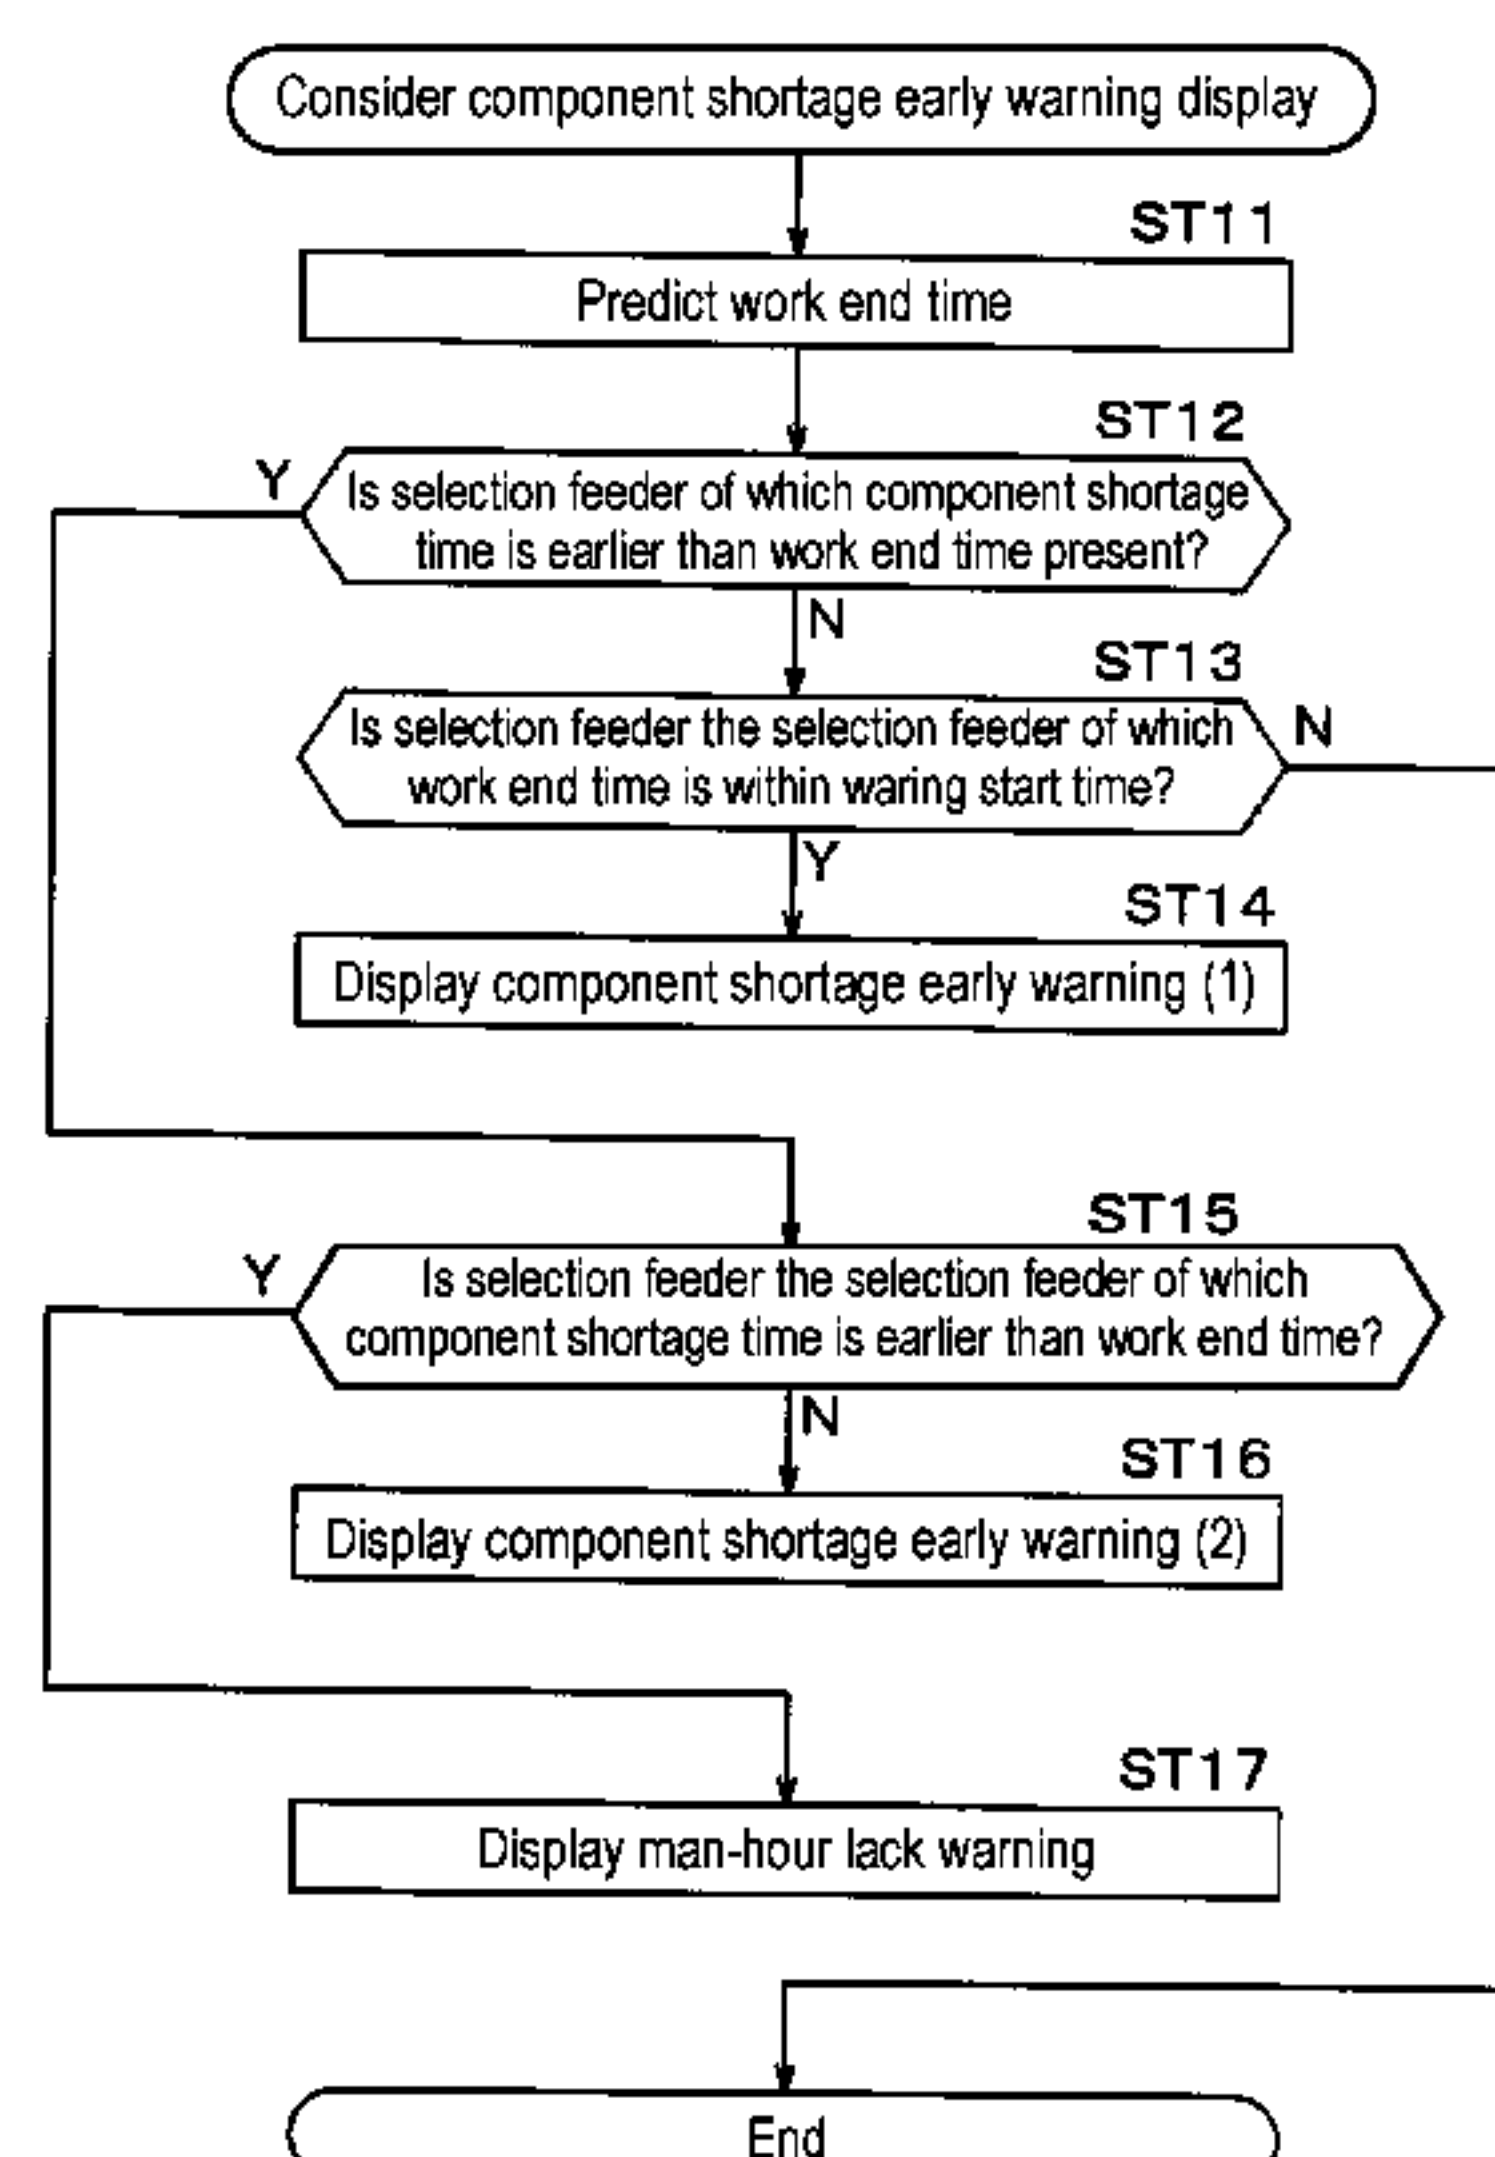 Consider component shortage early warning display
ST11
Predict work end time
ST12
Y
Is selection feeder of which component shortage
time is earlier than work end time present?
N
ST13
Is selection feeder the selection feeder of which
work end time is within waring start time?
N
Y
ST14
Display component shortage early warning (1)
ST15
Y
Is selection feeder the selection feeder of which
component shortage time is earlier than work end time?
N
ST16
Display component shortage early warning (2)
ST17
Display man-hour lack warning
End